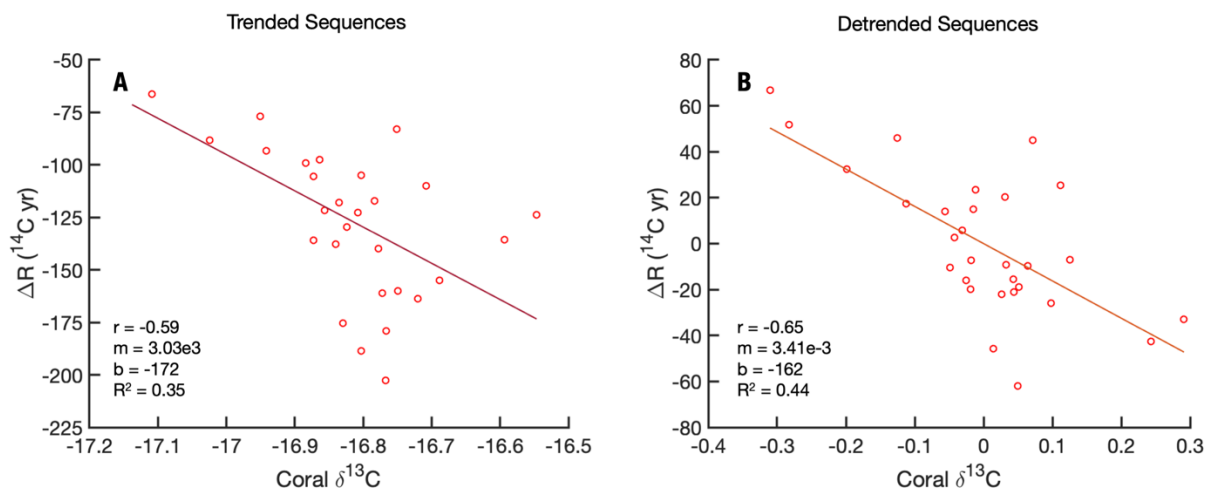 Trended Sequences
A
-50
-75
-100
-125
-150
-175
-200
-225
ΔR (¹⁴C yr)
r = -0.59
m = 3.03e3
b = -172
R² = 0.35
-17.2 -17.1 -17 -16.9 -16.8 -16.7 -16.6 -16.5
Coral δ¹³C
Detrended Sequences
B
80
60
40
20
0
-20
-40
-60
-80
ΔR (¹⁴C yr)
r = -0.65
m = 3.41e-3
b = -162
R² = 0.44
-0.4 -0.3 -0.2 -0.1 0 0.1 0.2 0.3
Coral δ¹³C